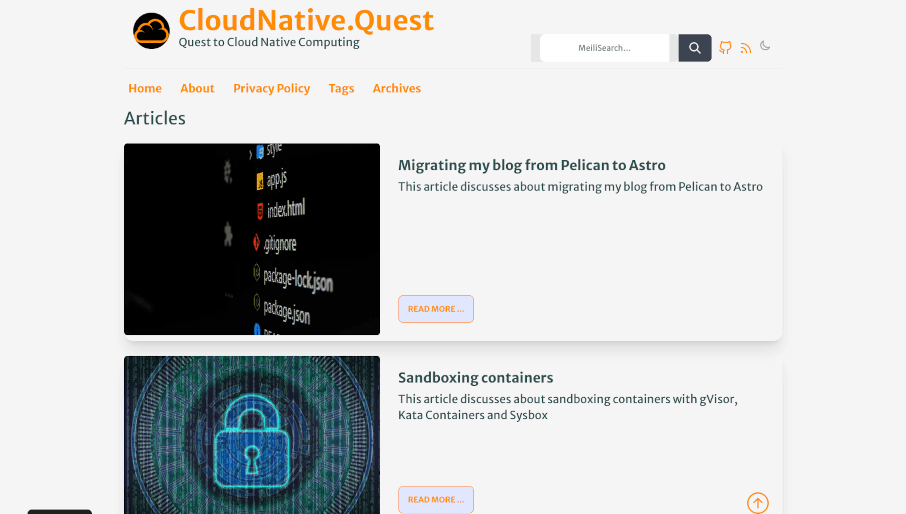 CloudNative.Quest
Quest to Cloud Native Computing
MeiliSearch...
Home
About
Privacy Policy
Tags
Archives
Articles
style
app.js
index.html
.gitignore
package-lock.json
package.json
Migrating my blog from Pelican to Astro
This article discusses about migrating my blog from Pelican to Astro
READ MORE ...
Sandboxing containers
This article discusses about sandboxing containers with gVisor,
Kata Containers and Sysbox
READ MORE ...